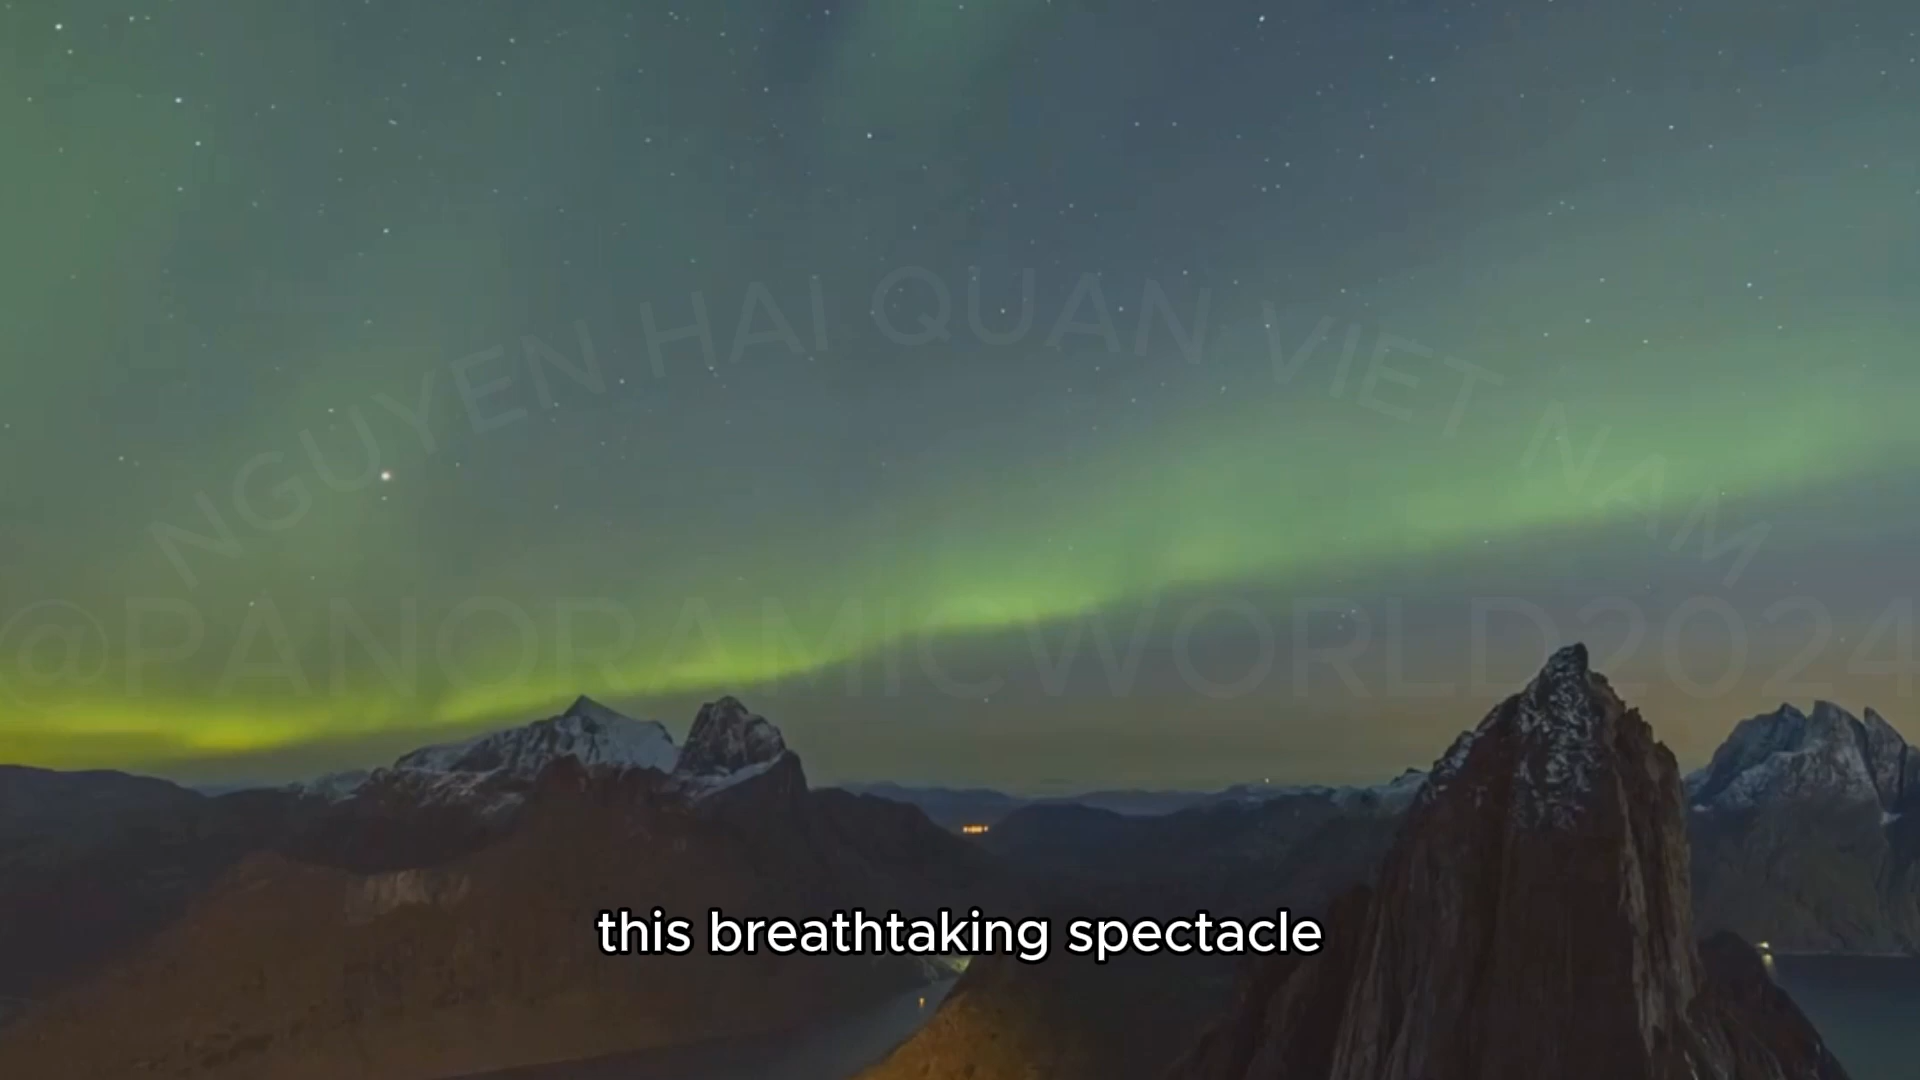 NGUYEN HAI QUAN VIET NAM
@PANORAMICWORLD2024
this breathtaking spectacle